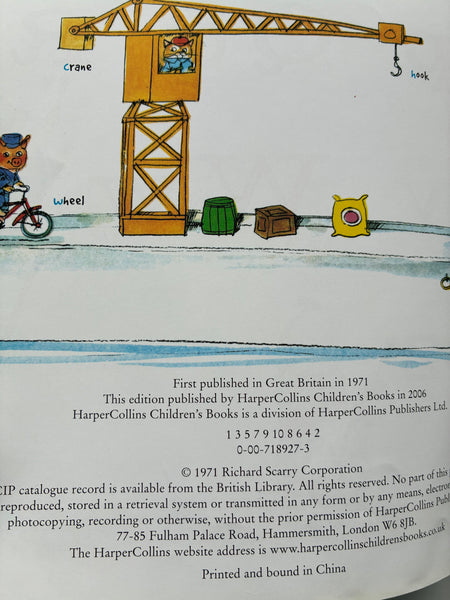 crane
hook
wheel
First published in Great Britain in 1971
This edition published by HarperCollins Children's Books in 2006
HarperCollins Children's Books is a division of HarperCollins Publishers Ltd.
1 3 5 7 9 10 8 6 4 2
0-00-718927-3
© 1971 Richard Scarry Corporation
CIP catalogue record is available from the British Library. All rights reserved. No part of this
reproduced, stored in a retrieval system or transmitted in any form or by any means,
photocopying, recording or otherwise, without the prior permission of HarperCollins
77-85 Fulham Palace Road, Hammersmith, London W6 8JB.
The HarperCollins website address is www.harpercollinschildrensbooks.co.uk
Printed and bound in China